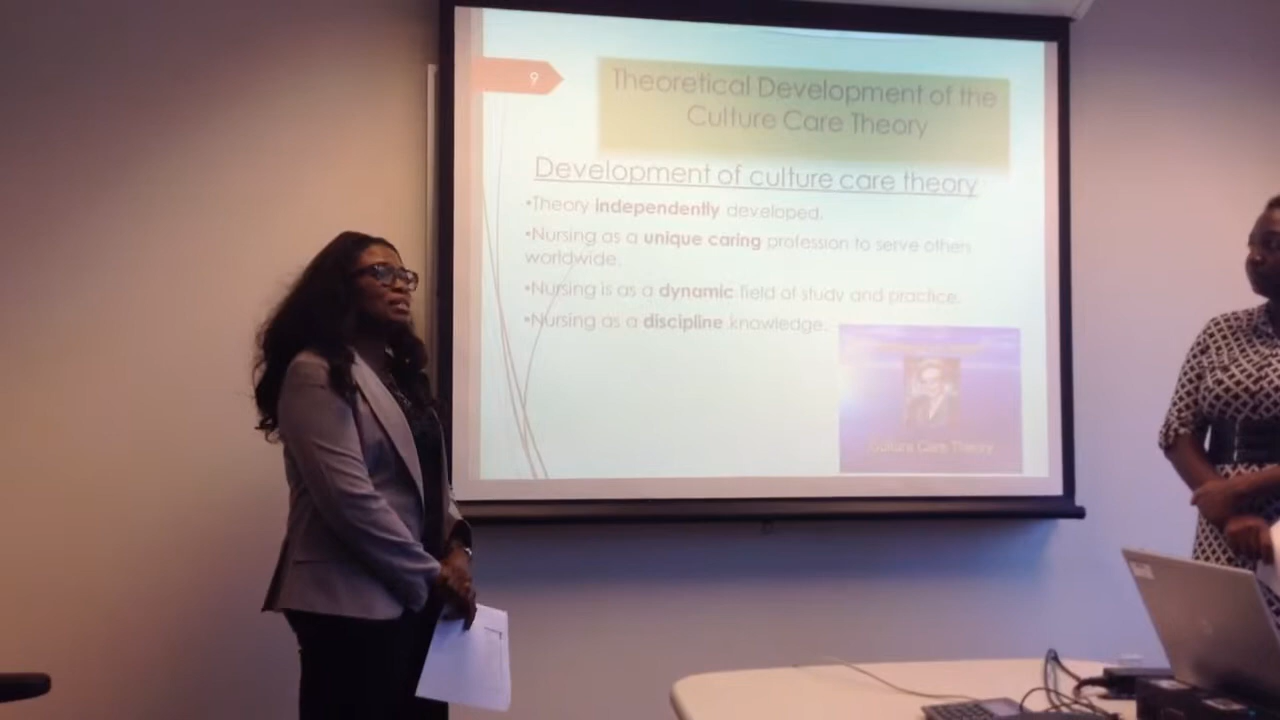 9
Theoretical Development of the
Culture Care Theory
Development of culture care theory
•Theory independently developed.
•Nursing as a unique caring profession to serve others
worldwide.
•Nursing is as a dynamic field of study and practice.
•Nursing as a discipline knowledge.
Culture Care Theory